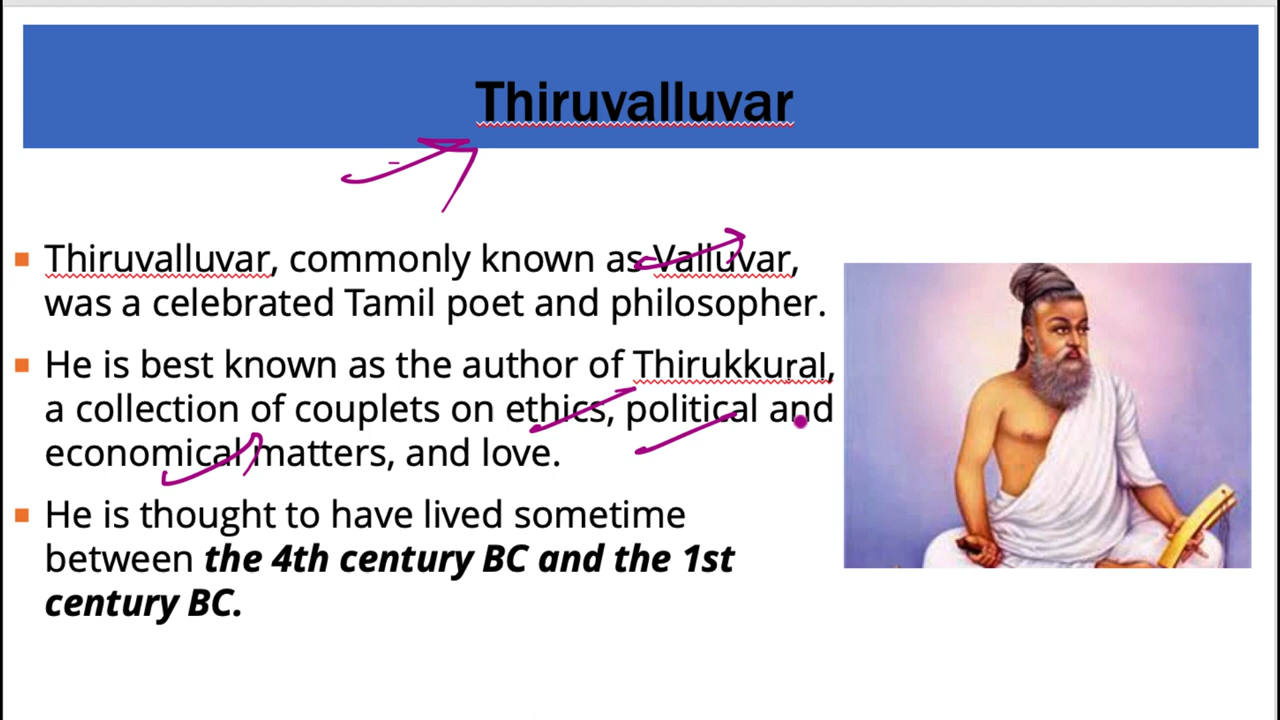 Thiruvalluvar
Thiruvalluvar, commonly known as Valluvar,
was a celebrated Tamil poet and philosopher.
He is best known as the author of Thirukkural,
a collection of couplets on ethics, political and
economical matters, and love.
He is thought to have lived sometime
between the 4th century BC and the 1st
century BC.